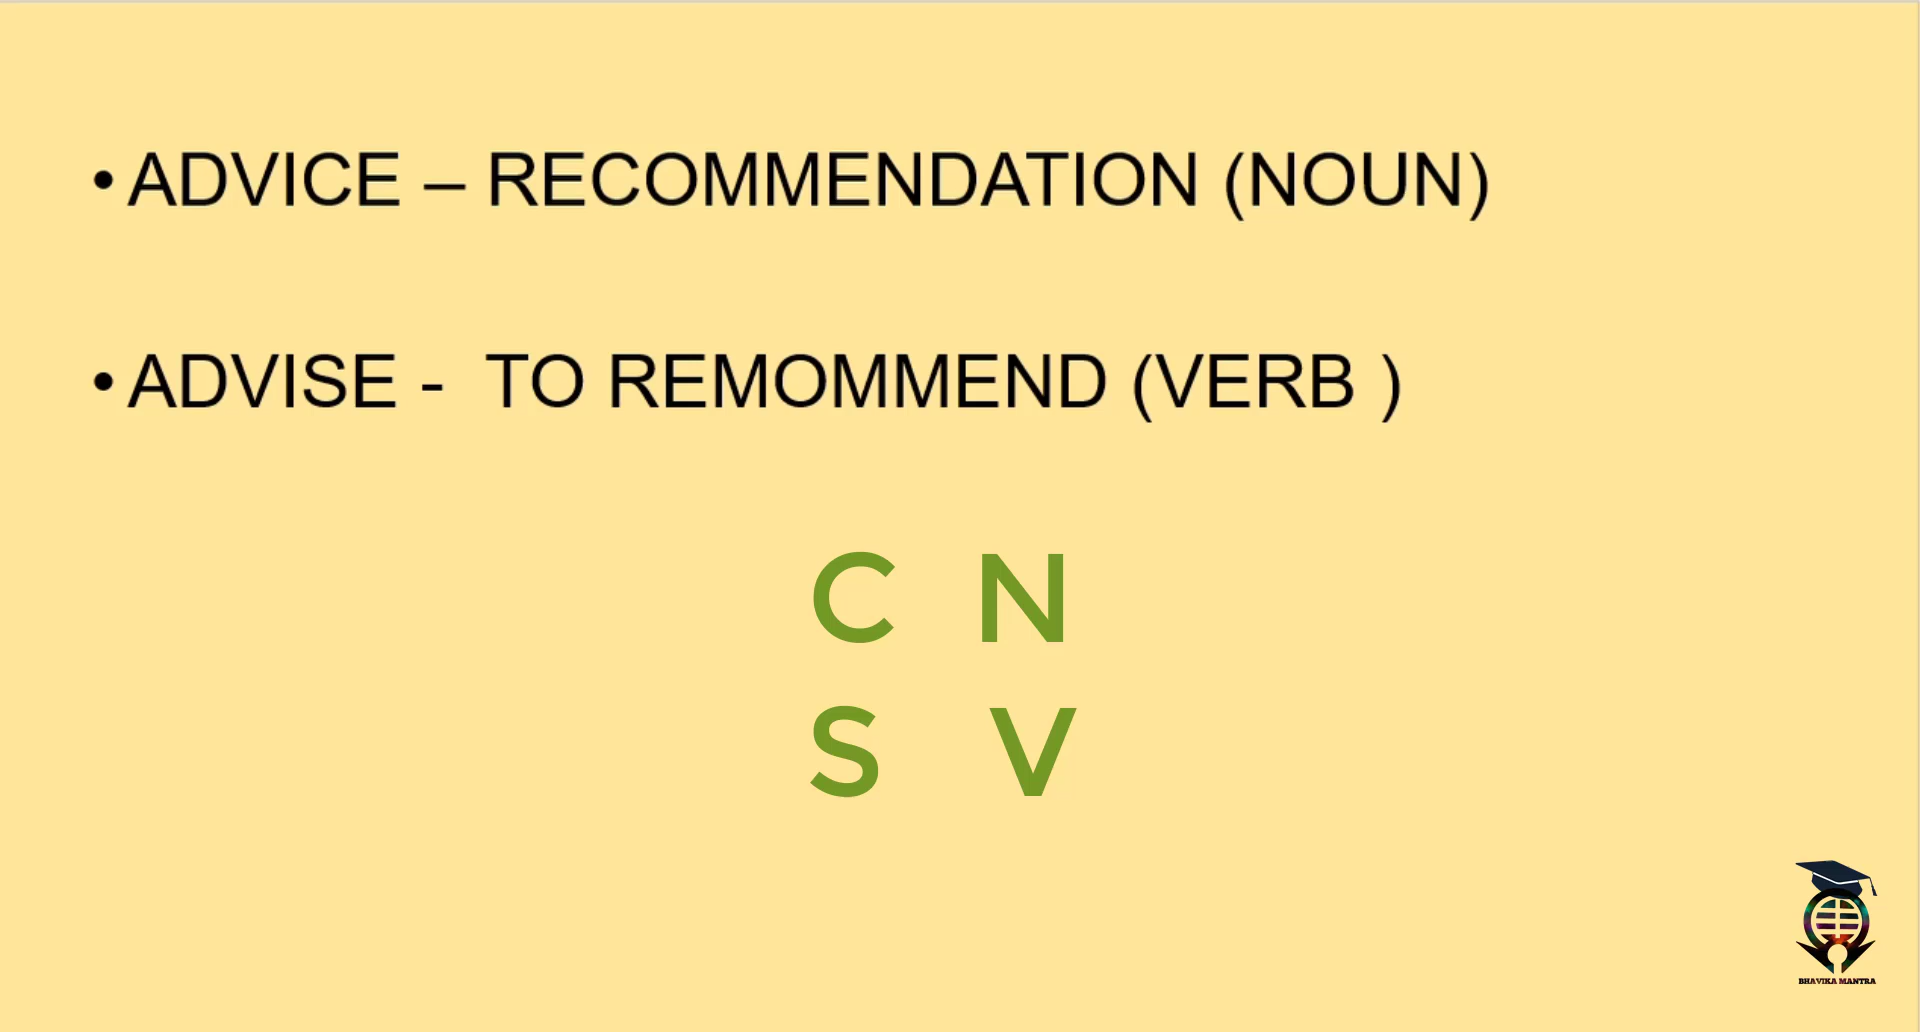 • ADVICE – RECOMMENDATION (NOUN)
• ADVISE - TO REMOMMEND (VERB )
C N
S V
BHAVIKA MANTRA